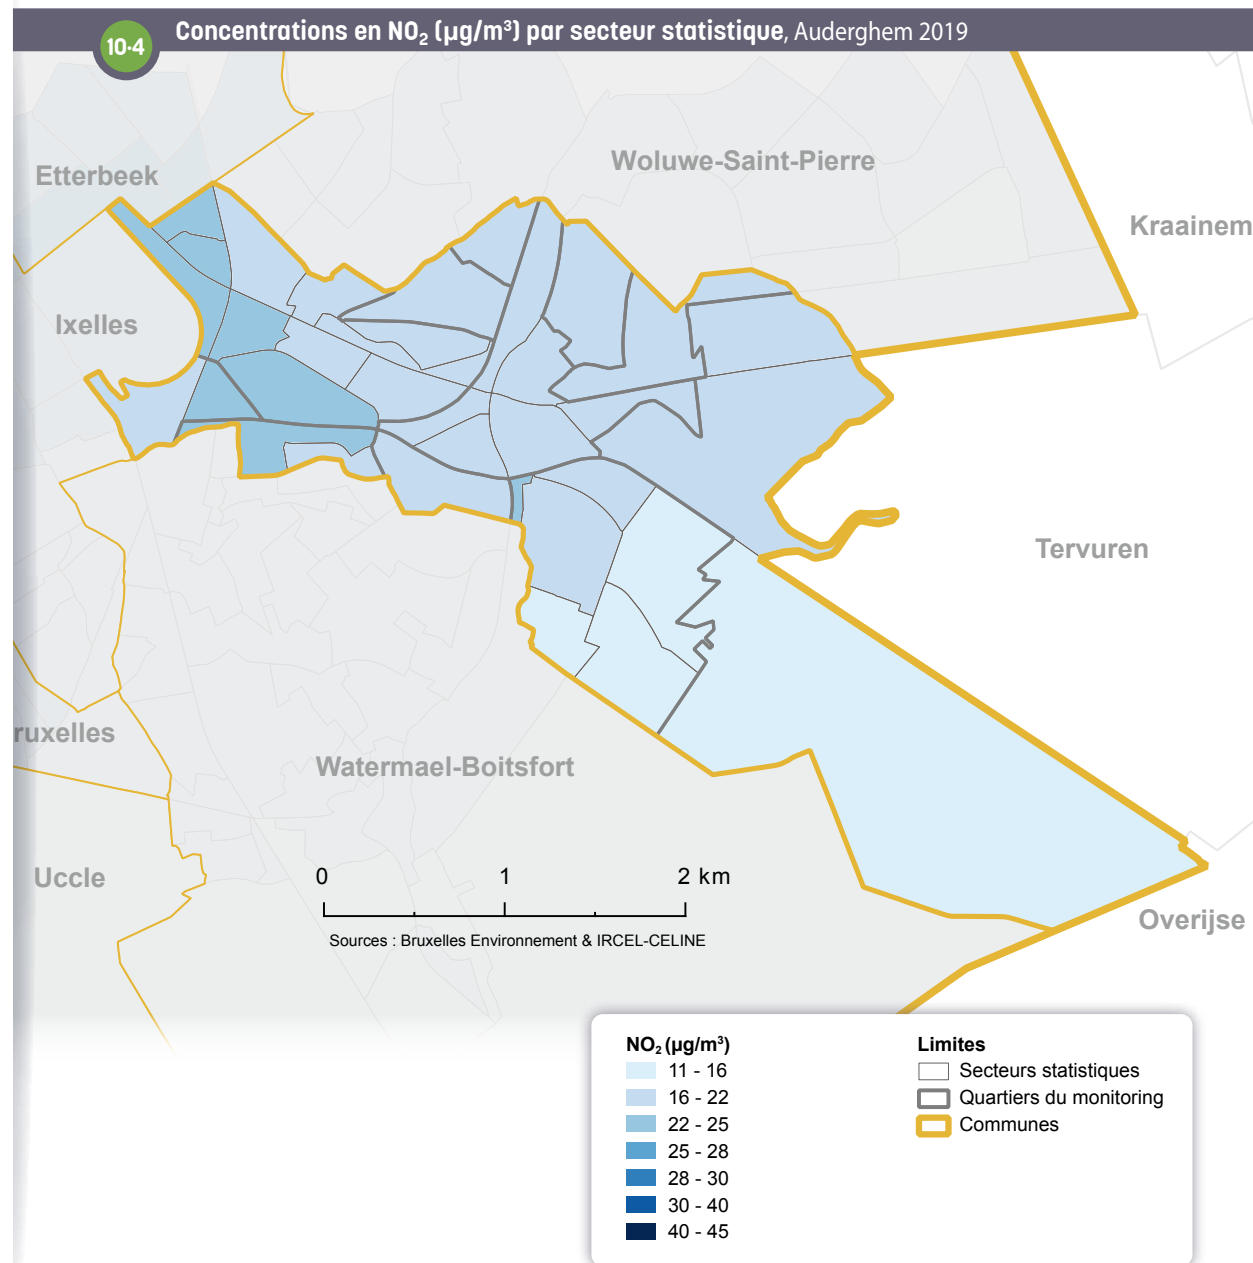 10·4
Concentrations en NO₂ (µg/m³) par secteur statistique, Auderghem 2019
Etterbeek
Woluwe-Saint-Pierre
Kraainem
Ixelles
Tervuren
ruxelles
Watermael-Boitsfort
Uccle
0 1 2 km
Sources : Bruxelles Environnement & IRCEL-CELINE
Overijse
NO₂ (µg/m³)
11 - 16
16 - 22
22 - 25
25 - 28
28 - 30
30 - 40
40 - 45
Limites
Secteurs statistiques
Quartiers du monitoring
Communes